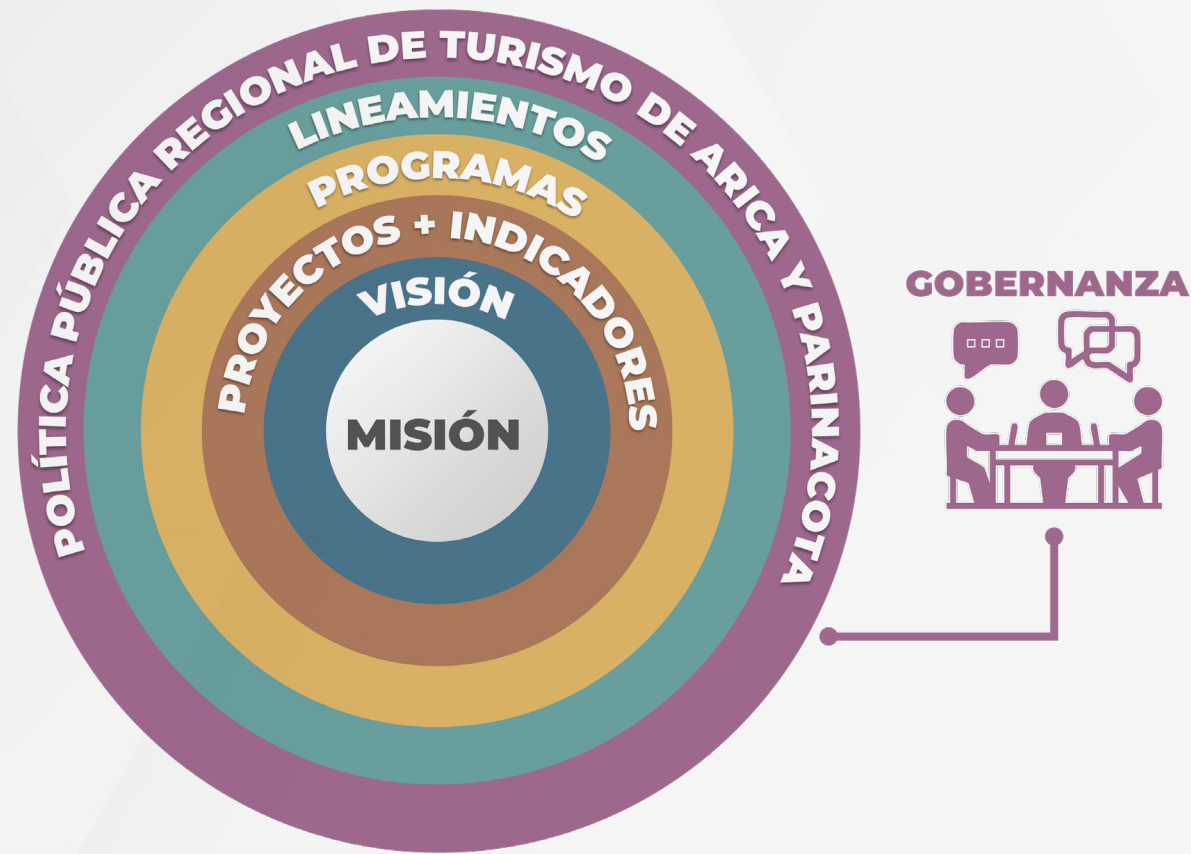 POLÍTICA PÚBLICA REGIONAL DE TURISMO DE ARICA Y PARINACOTA
LINEAMIENTOS
PROGRAMAS
PROYECTOS + INDICADORES
VISIÓN
MISIÓN
GOBERNANZA